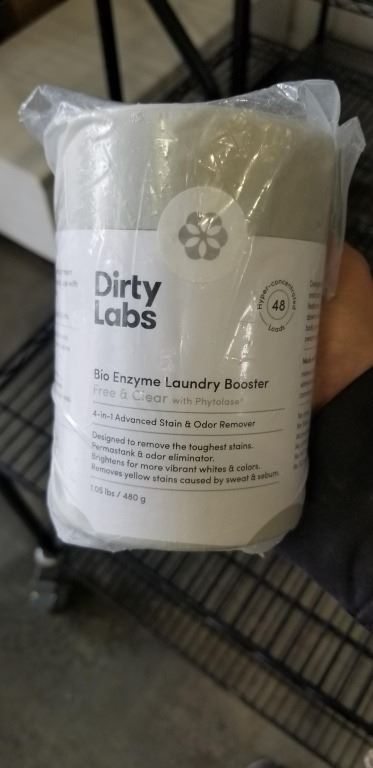 Dirty
Labs
Hyper-concentrated
48
Loads
Bio Enzyme Laundry Booster
Free & Clear with Phytolase®
4-in-1 Advanced Stain & Odor Remover
Designed to remove the toughest stains.
Permastank & odor eliminator.
Brightens for more vibrant whites & colors.
Removes yellow stains caused by sweat & sebum.
1.05 lbs / 480 g